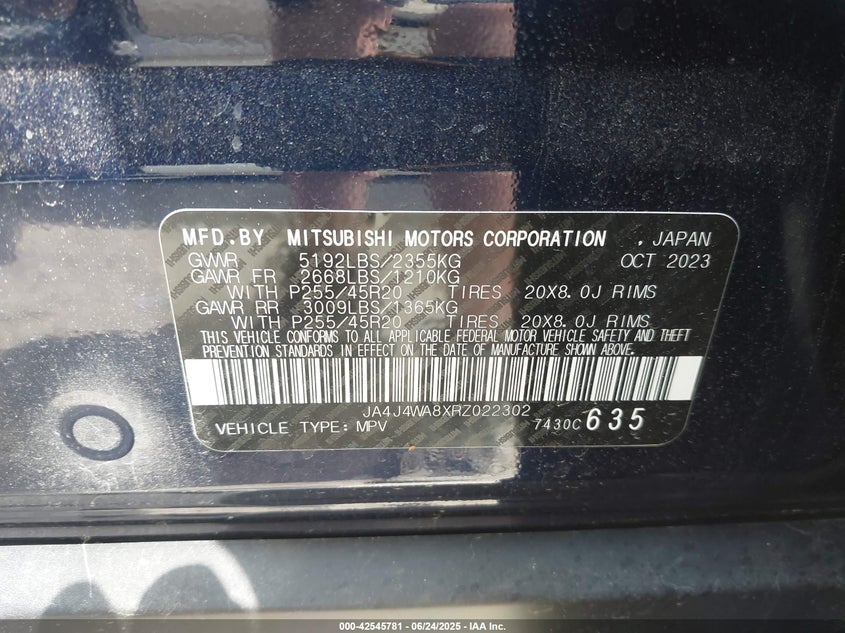 MFD.BY MITSUBISHI MOTORS CORPORATION , JAPAN
GVWR 5192LBS/2355KG OCT 2023
GAWR FR 2668LBS/1210KG
WITH P255/45R20 TIRES 20X8.0J RIMS
GAWR RR 3009LBS/1365KG
WITH P255/45R20 TIRES 20X8.0J RIMS
THIS VEHICLE CONFORMS TO ALL APPLICABLE FEDERAL MOTOR VEHICLE SAFETY AND THEFT
PREVENTION STANDARDS IN EFFECT ON THE DATE OF MANUFACTURE SHOWN ABOVE.
JA4J4WA8XRZ022302
VEHICLE TYPE:MPV 7430C 635
000-42545781 - 06/24/2025 - IAA Inc.